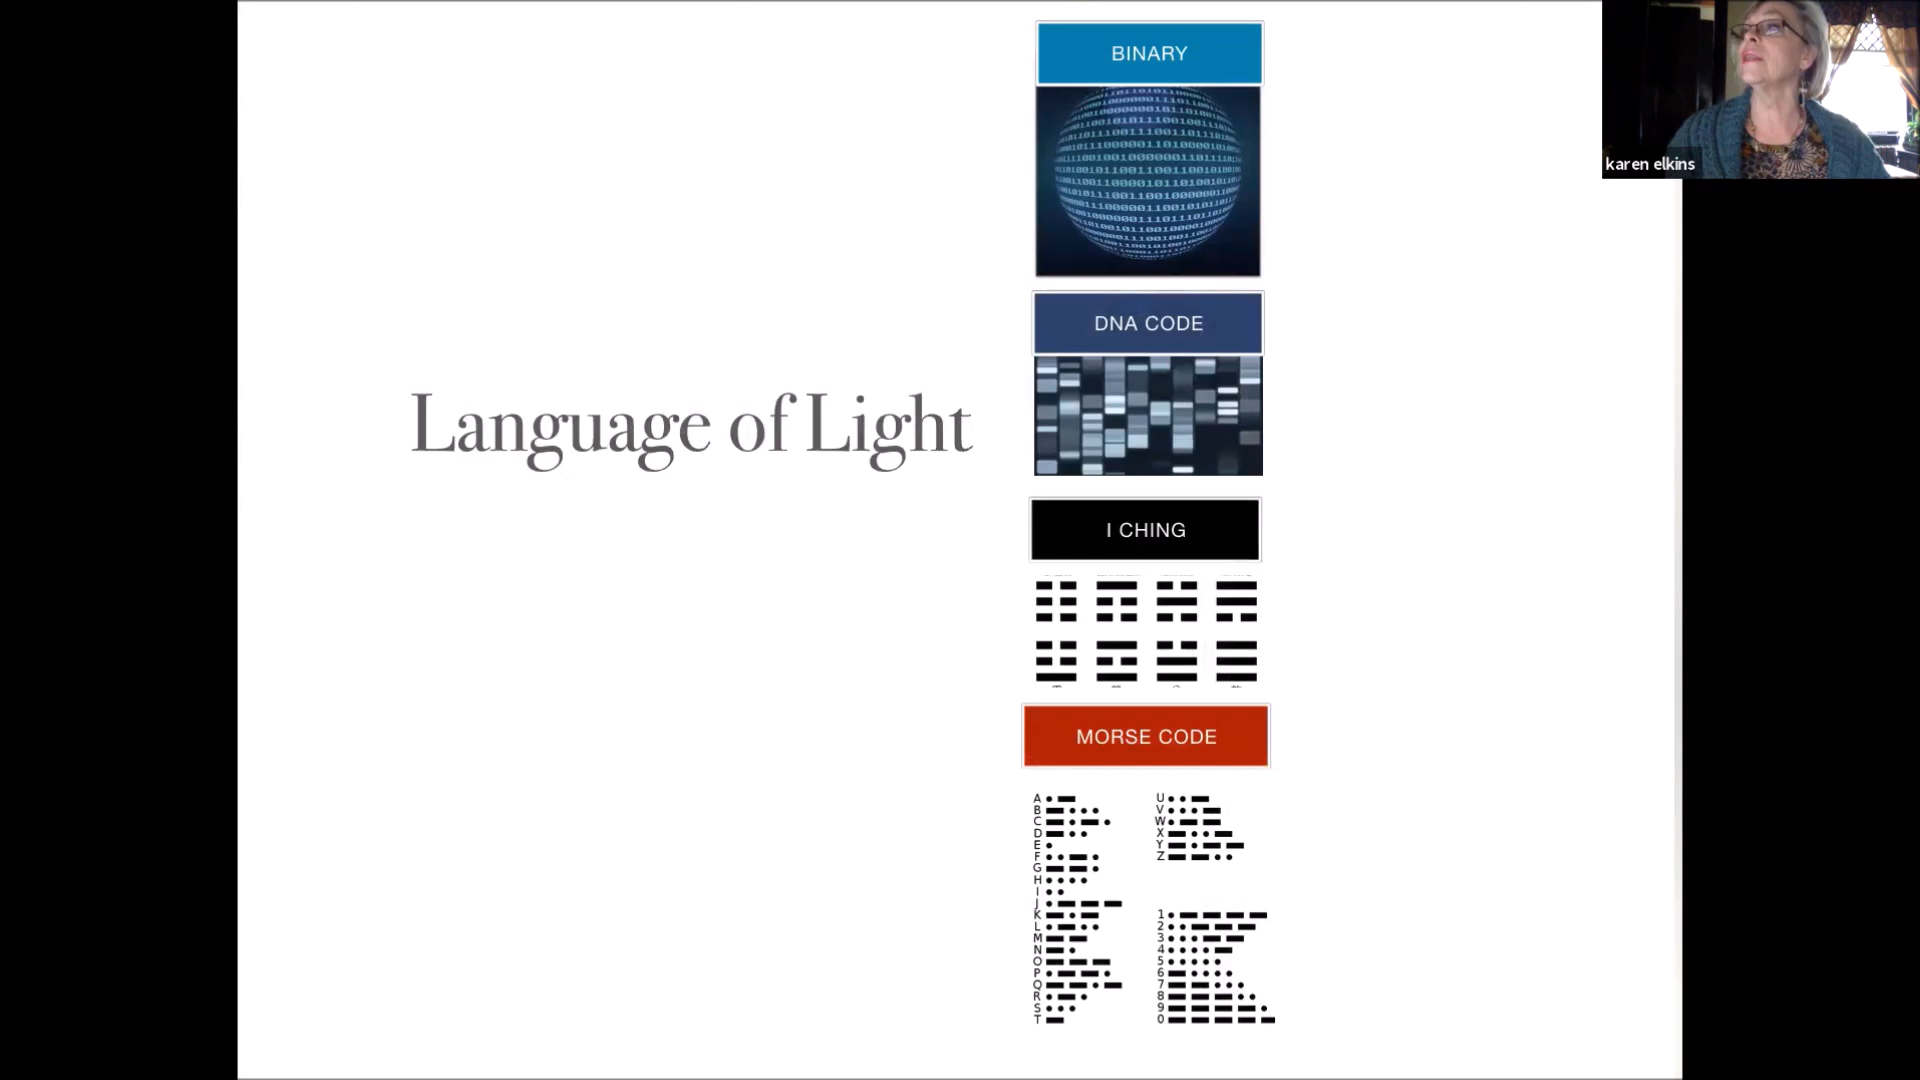 BINARY
karen elkins
DNA CODE
Language of Light
I CHING
MORSE CODE
A
B
C
D
E
F
G
H
I
J
K
L
M
N
O
P
Q
R
S
T
U
V
W
X
Y
Z
1
2
3
4
5
6
7
8
9
0